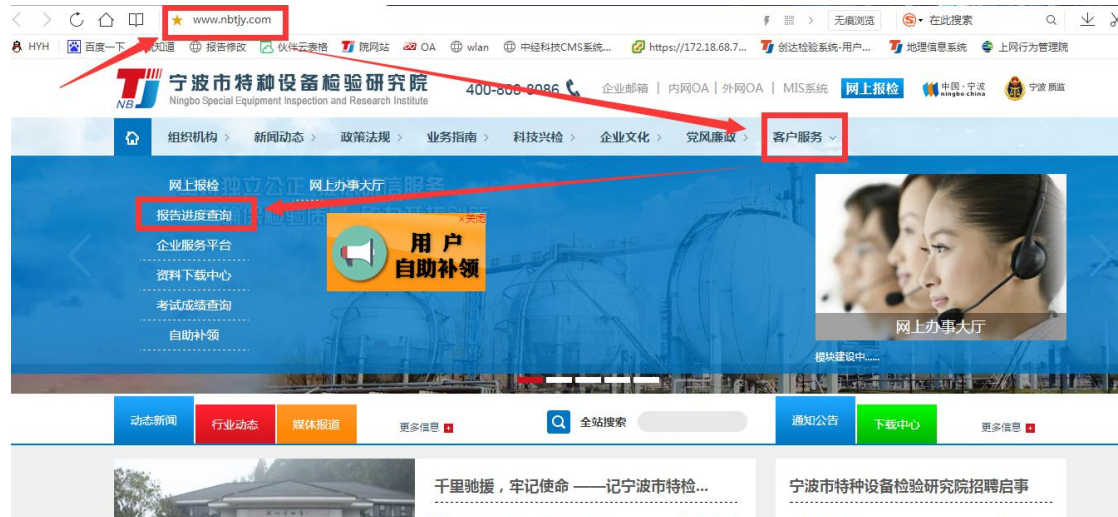 www.nbtjy.com
无痕浏览
在此搜索
HYH 百度一下 知道 报告修改 伙伴云表格 院网站 OA wlan 中经科技CMS系统... https://172.18.68.7... 创达检验系统-用户... 地理信息系统 上网行为管理院
宁波市特种设备检验研究院
NB
Ningbo Special Equipment Inspection and Research Institute
企业邮箱 | 内网OA | 外网OA | MIS系统 网上报检
中国·宁波
ningbo china
宁波 质监
组织机构 新闻动态 政策法规 业务指南 科技兴检 企业文化 党风廉政 客户服务
网上报检 网上办事大厅
报告进度查询
企业服务平台
资料下载中心
考试成绩查询
自助补领
×关闭
用户
自助补领
网上办事大厅
模块建设中......
动态新闻 行业动态 媒体报道 更多信息
全站搜索
通知公告 下载中心 更多信息
千里驰援，牢记使命 ——记宁波市特检...
宁波市特种设备检验研究院招聘启事